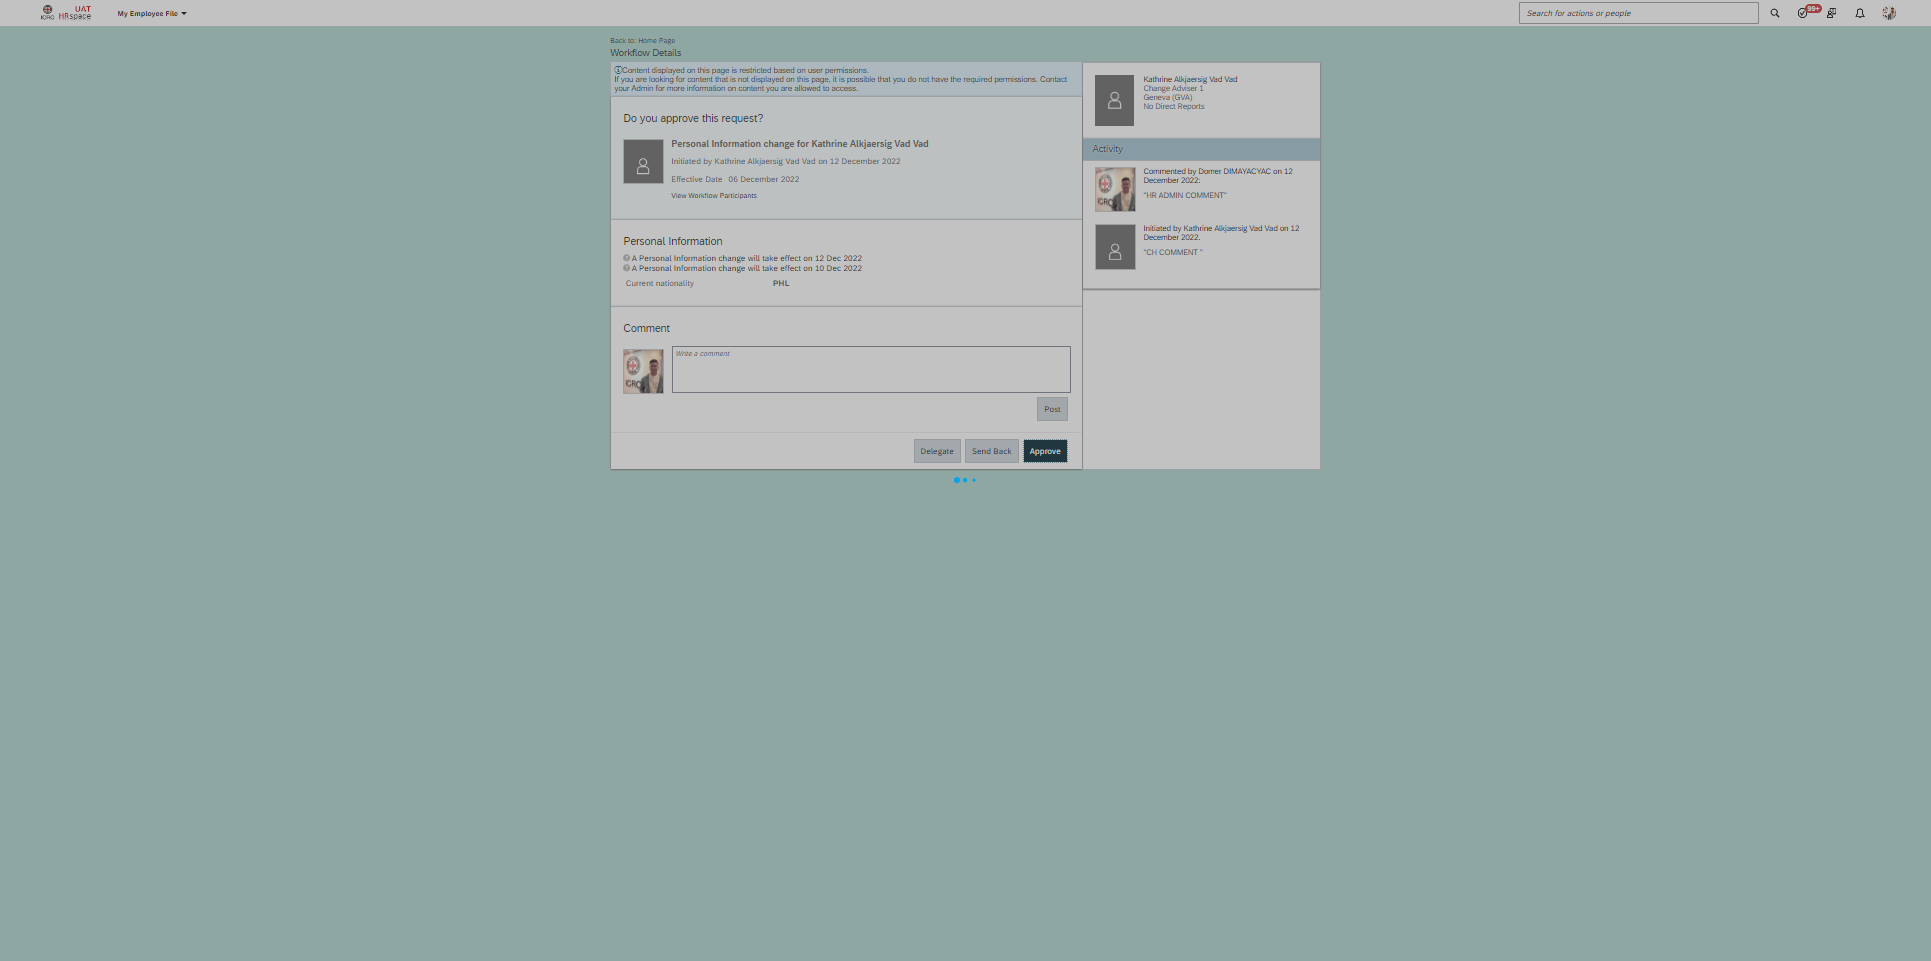 ICRC
UAT
HRspace
My Employee File
Search for actions or people
99+
Back to: Home Page
Workflow Details
Content displayed on this page is restricted based on user permissions.
If you are looking for content that is not displayed on this page, it is possible that you do not have the required permissions. Contact
your Admin for more information on content you are allowed to access.
Do you approve this request?
Personal Information change for Kathrine Alkjaersig Vad Vad
Initiated by Kathrine Alkjaersig Vad Vad on 12 December 2022
Effective Date 06 December 2022
View Workflow Participants
Personal Information
A Personal Information change will take effect on 12 Dec 2022
A Personal Information change will take effect on 10 Dec 2022
Current nationality PHL
Comment
ICRC
Write a comment
Post
Delegate
Send Back
Approve
Kathrine Alkjaersig Vad Vad
Change Adviser 1
Geneva (GVA)
No Direct Reports
Activity
ICRC
Commented by Domer DIMAYACYAC on 12
December 2022:
"HR ADMIN COMMENT"
Initiated by Kathrine Alkjaersig Vad Vad on 12
December 2022.
"CH COMMENT "